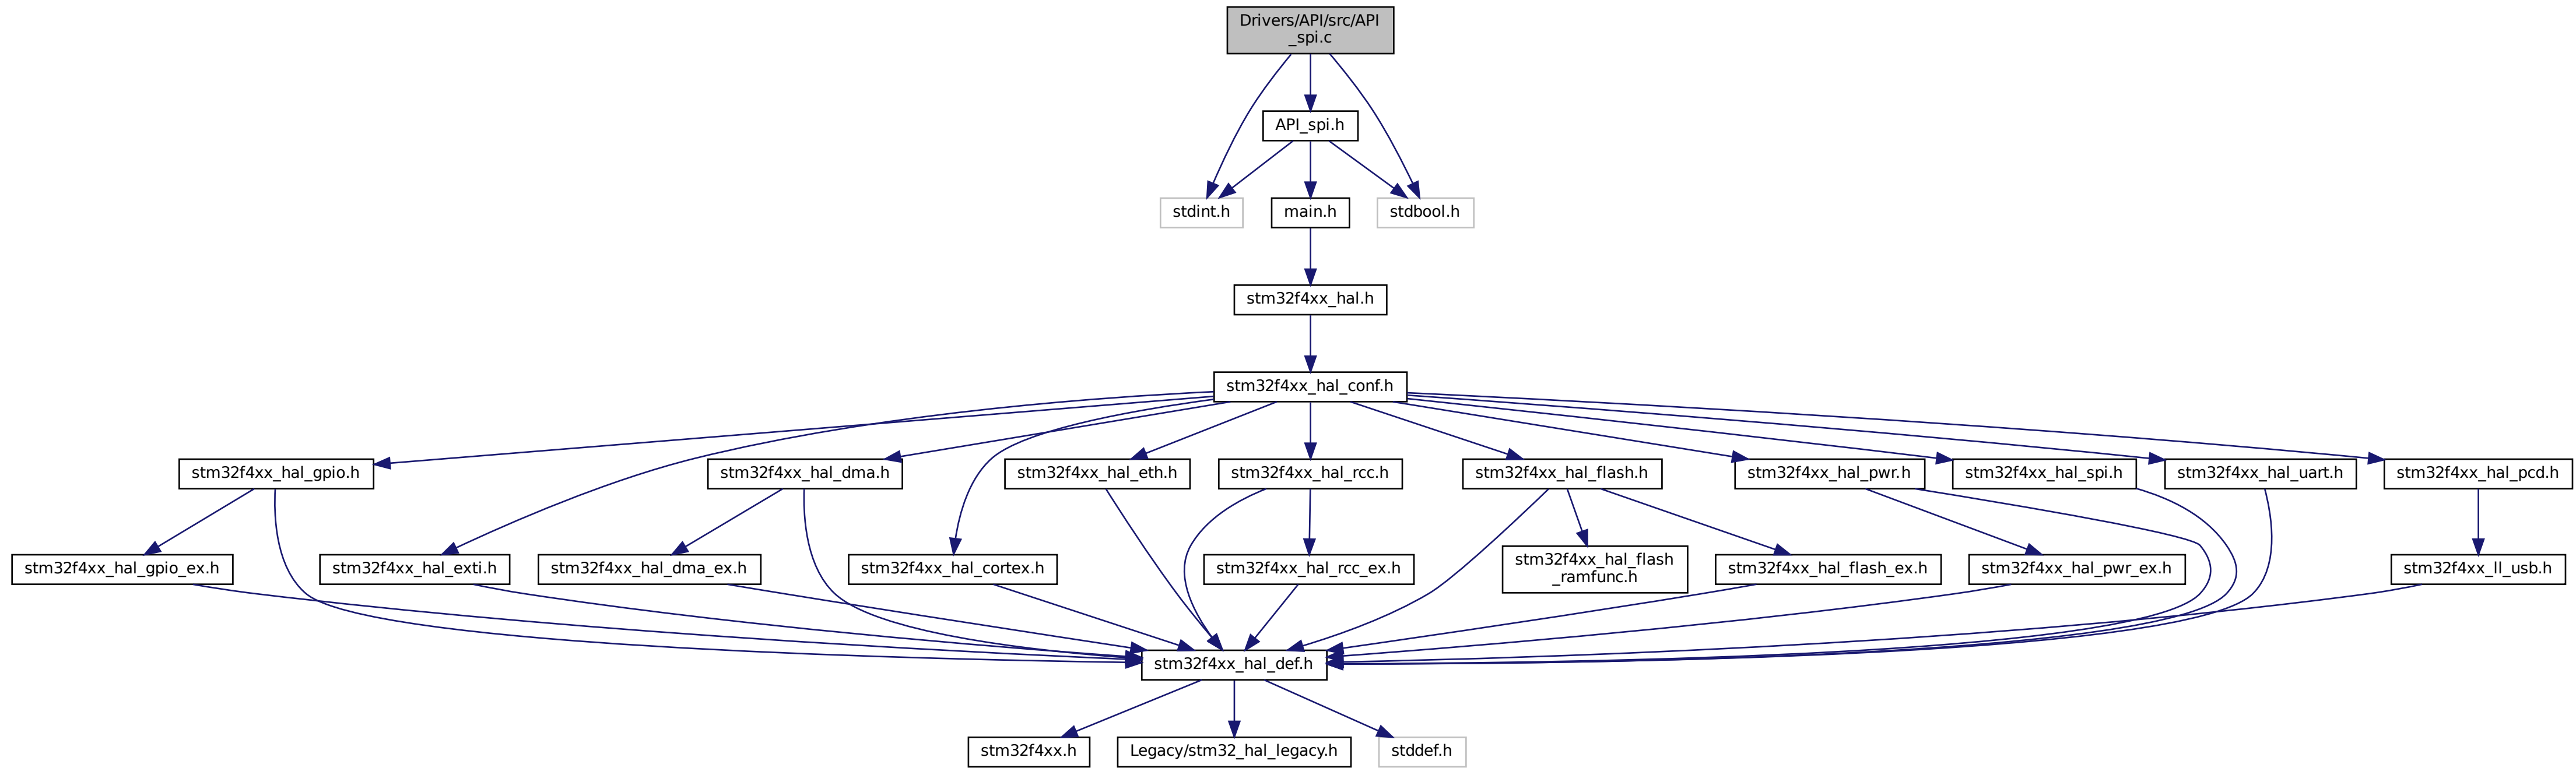 Drivers/API/src/API
_spi.c
API_spi.h
stdint.h
main.h
stdbool.h
stm32f4xx_hal.h
stm32f4xx_hal_conf.h
stm32f4xx_hal_gpio.h
stm32f4xx_hal_dma.h
stm32f4xx_hal_eth.h
stm32f4xx_hal_rcc.h
stm32f4xx_hal_flash.h
stm32f4xx_hal_pwr.h
stm32f4xx_hal_spi.h
stm32f4xx_hal_uart.h
stm32f4xx_hal_pcd.h
stm32f4xx_hal_gpio_ex.h
stm32f4xx_hal_exti.h
stm32f4xx_hal_dma_ex.h
stm32f4xx_hal_cortex.h
stm32f4xx_hal_rcc_ex.h
stm32f4xx_hal_flash
_ramfunc.h
stm32f4xx_hal_flash_ex.h
stm32f4xx_hal_pwr_ex.h
stm32f4xx_ll_usb.h
stm32f4xx_hal_def.h
stm32f4xx.h
Legacy/stm32_hal_legacy.h
stddef.h